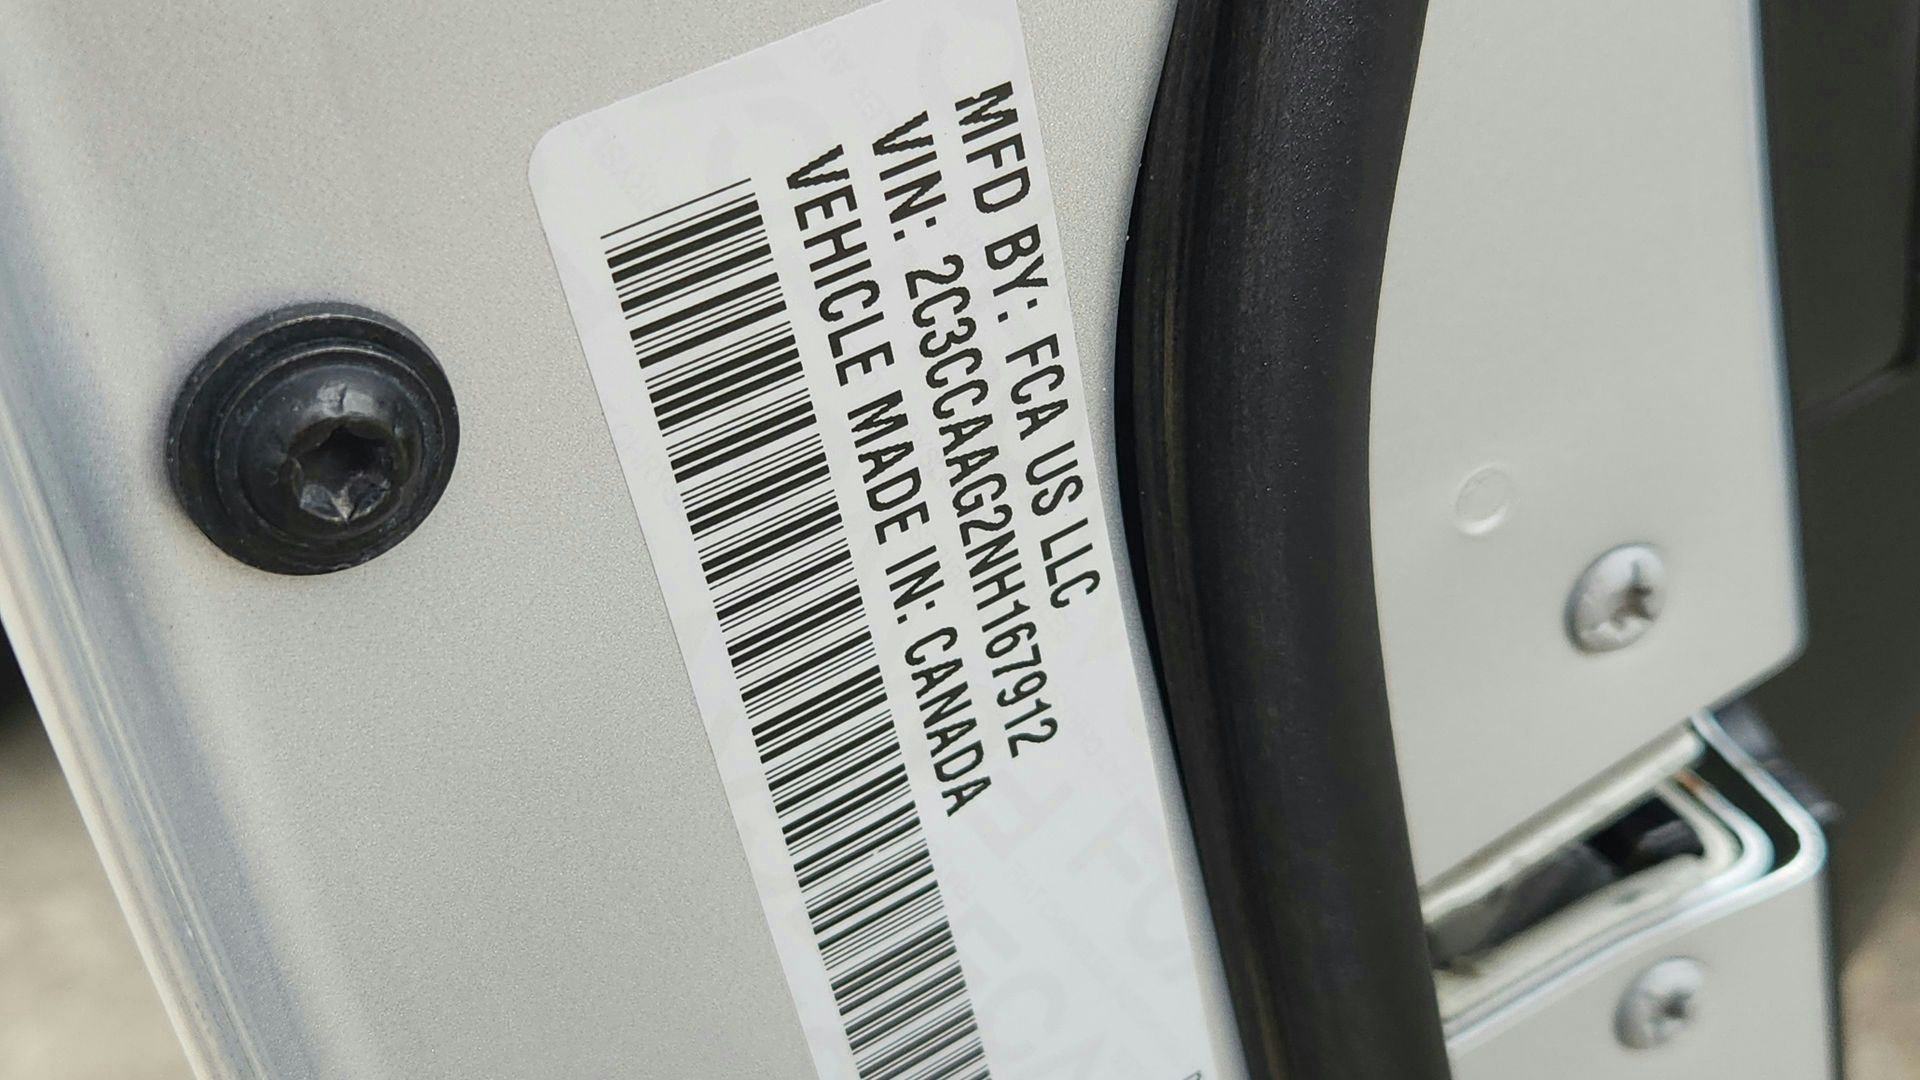 MFD BY: FCA US LLC
VIN: 2C3CCAAG2NH167912
VEHICLE MADE IN: CANADA